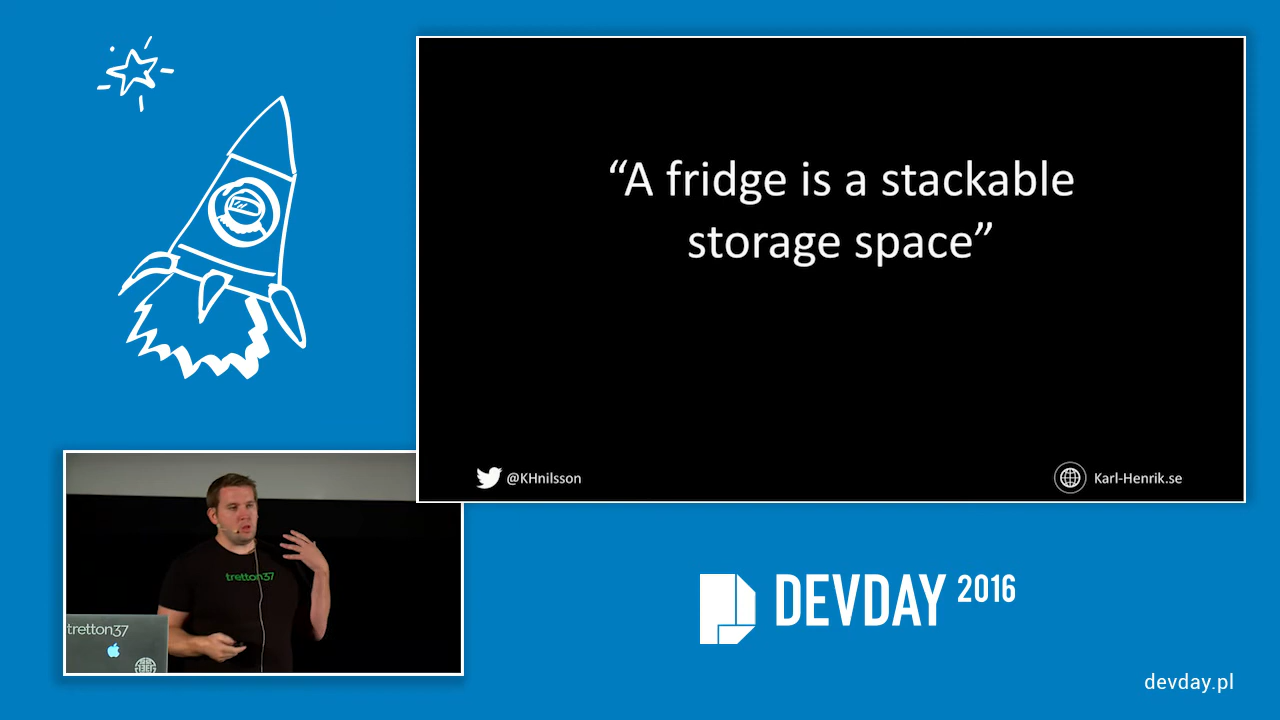 “A fridge is a stackable
storage space”
@KHnilsson
Karl-Henrik.se
tretton37
tretton37
DEVDAY 2016
devday.pl